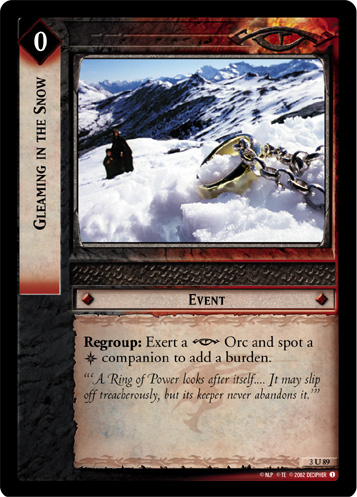 0
GLEAMING IN THE SNOW
EVENT
Regroup: Exert a Orc and spot a
companion to add a burden.
“‘A Ring of Power looks after itself.... It may slip
off treacherously, but its keeper never abandons it.’”
3 U 89
© NLP © TE © 2002 DECIPHER 1